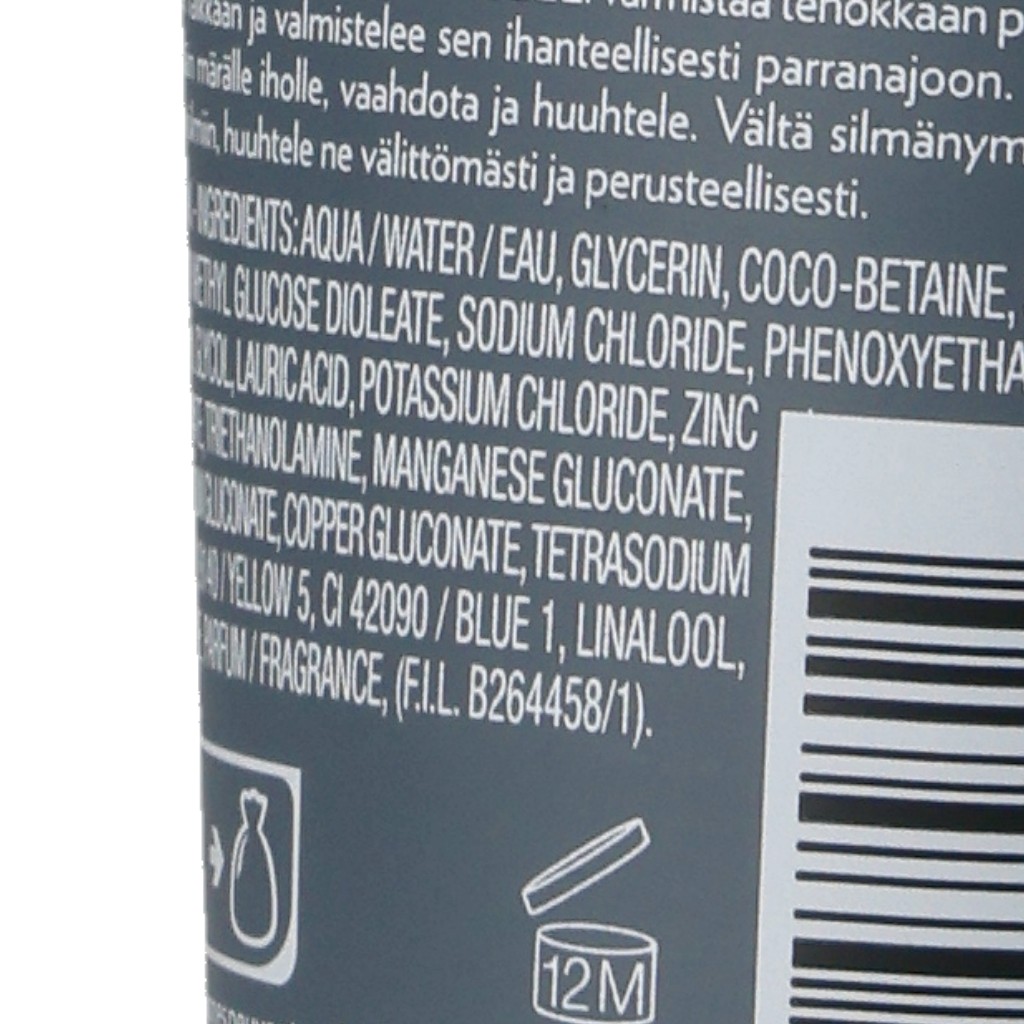 valmistaa tehokkaan
ja valmistelee sen ihanteellisesti parranajoon.
märälle iholle, vaahdota ja huuhtele. Vältä
huuhtele ne välittömästi ja perusteellisesti.
INGREDIENTS: AQUA / WATER / EAU, GLYCERIN, COCO-BETAINE,
GLUCOSE DIOLEATE, SODIUM CHLORIDE, PHENOXYETHA
LAURIC ACID, POTASSIUM CHLORIDE, ZINC
TRIETHANOLAMINE, MANGANESE GLUCONATE,
GLUCONATE, COPPER GLUCONATE, TETRASODIUM
/ YELLOW 5, CI 42090 / BLUE 1, LINALOOL,
PARFUM / FRAGRANCE, (F.I.L. B264458/1).
12M